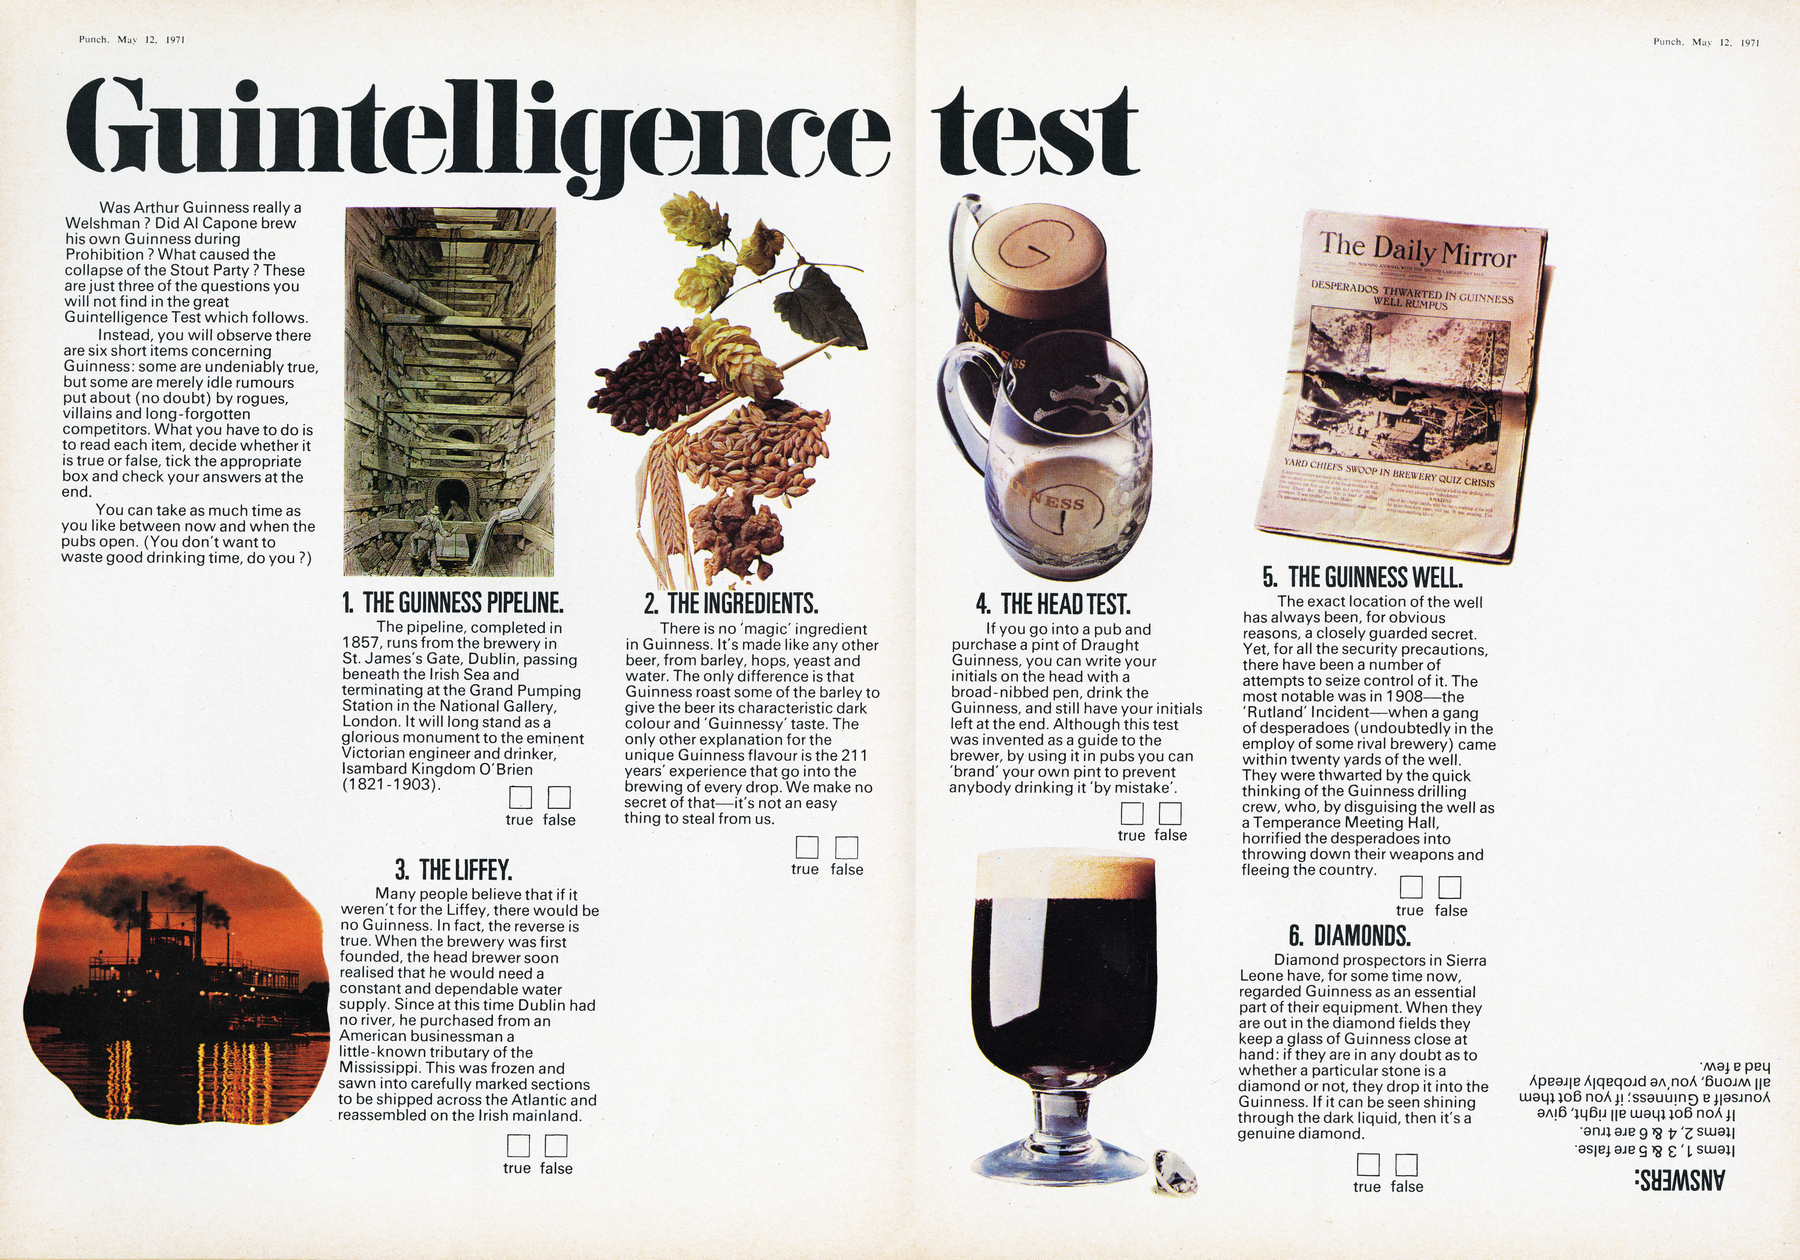 Punch, May 12, 1971
Punch, May 12, 1971
Guintelligence test
Was Arthur Guinness really a
Welshman ? Did Al Capone brew
his own Guinness during
Prohibition ? What caused the
collapse of the Stout Party ? These
are just three of the questions you
will not find in the great
Guintelligence Test which follows.
Instead, you will observe there
are six short items concerning
Guinness: some are undeniably true,
but some are merely idle rumours
put about (no doubt) by rogues,
villains and long-forgotten
competitors. What you have to do is
to read each item, decide whether it
is true or false, tick the appropriate
box and check your answers at the
end.
You can take as much time as
you like between now and when the
pubs open. (You don't want to
waste good drinking time, do you ?)
1. THE GUINNESS PIPELINE.
The pipeline, completed in
1857, runs from the brewery in
St. James's Gate, Dublin, passing
beneath the Irish Sea and
terminating at the Grand Pumping
Station in the National Gallery,
London. It will long stand as a
glorious monument to the eminent
Victorian engineer and drinker,
Isambard Kingdom O'Brien
(1821-1903).
true false
2. THE INGREDIENTS.
There is no 'magic' ingredient
in Guinness. It's made like any other
beer, from barley, hops, yeast and
water. The only difference is that
Guinness roast some of the barley to
give the beer its characteristic dark
colour and 'Guinnessy' taste. The
only other explanation for the
unique Guinness flavour is the 211
years' experience that go into the
brewing of every drop. We make no
secret of that—it's not an easy
thing to steal from us.
true false
3. THE LIFFEY.
Many people believe that if it
weren't for the Liffey, there would be
no Guinness. In fact, the reverse is
true. When the brewery was first
founded, the head brewer soon
realised that he would need a
constant and dependable water
supply. Since at this time Dublin had
no river, he purchased from an
American businessman a
little-known tributary of the
Mississippi. This was frozen and
sawn into carefully marked sections
to be shipped across the Atlantic and
reassembled on the Irish mainland.
true false
G
GUINNESS
4. THE HEAD TEST.
If you go into a pub and
purchase a pint of Draught
Guinness, you can write your
initials on the head with a
broad-nibbed pen, drink the
Guinness, and still have your initials
left at the end. Although this test
was invented as a guide to the
brewer, by using it in pubs you can
'brand' your own pint to prevent
anybody drinking it 'by mistake'.
true false
The Daily Mirror
THE MORNING JOURNAL WITH THE SECOND LARGEST NET SALE
DESPERADOS THWARTED IN GUINNESS
WELL RUMPUS
YARD CHIEFS SWOOP IN BREWERY QUIZ CRISIS
5. THE GUINNESS WELL.
The exact location of the well
has always been, for obvious
reasons, a closely guarded secret.
Yet, for all the security precautions,
there have been a number of
attempts to seize control of it. The
most notable was in 1908—the
'Rutland' Incident—when a gang
of desperadoes (undoubtedly in the
employ of some rival brewery) came
within twenty yards of the well.
They were thwarted by the quick
thinking of the Guinness drilling
crew, who, by disguising the well as
a Temperance Meeting Hall,
horrified the desperadoes into
throwing down their weapons and
fleeing the country.
true false
6. DIAMONDS.
Diamond prospectors in Sierra
Leone have, for some time now,
regarded Guinness as an essential
part of their equipment. When they
are out in the diamond fields they
keep a glass of Guinness close at
hand: if they are in any doubt as to
whether a particular stone is a
diamond or not, they drop it into the
Guinness. If it can be seen shining
through the dark liquid, then it's a
genuine diamond.
true false
ANSWERS:
Items 1, 3 & 5 are false.
Items 2, 4 & 6 are true.
If you got them all right, give
yourself a Guinness; if you got them
all wrong, you've probably already
had a few.